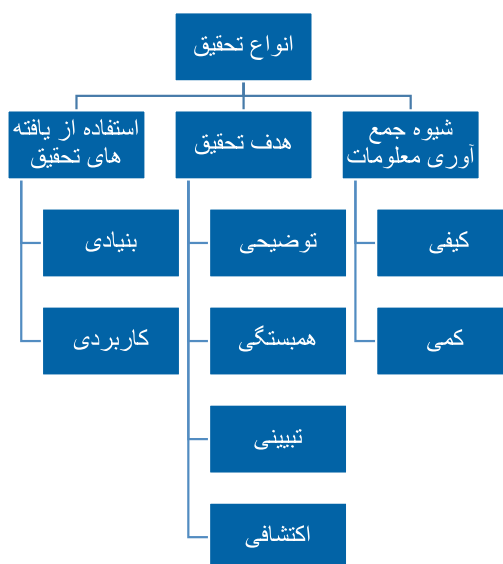 انواع تحقیق
شیوه جمع
آوری معلومات
کیفی
کمی
هدف تحقیق
توضیحی
همبستگی
تبیینی
اکتشافی
استفاده از یافته
های تحقیق
بنیادی
کاربردی